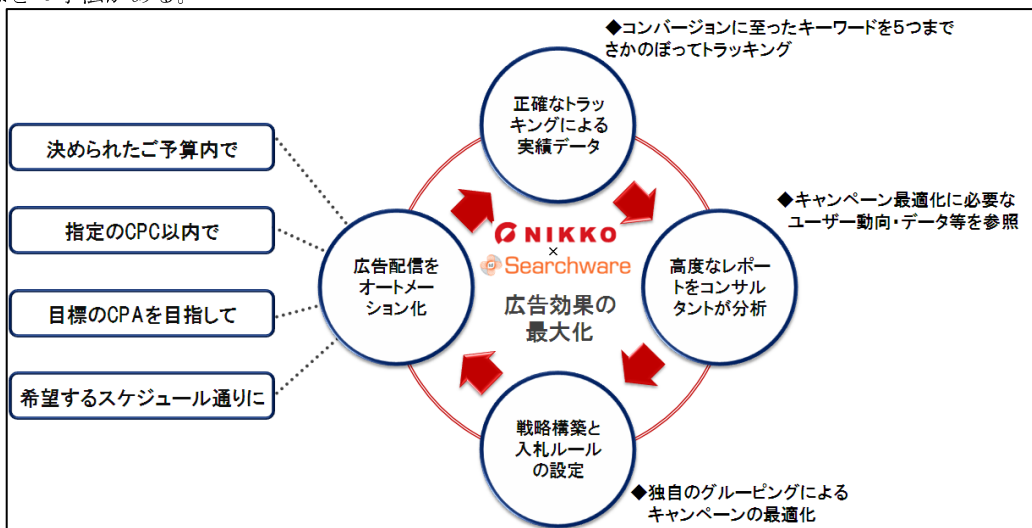 手法がある。
◆コンバージョンに至ったキーワードを5つまで
さかのぼってトラッキング
正確なトラッ
キングによる
実績データ
決められたご予算内で
指定のCPC以内で
目標のCPAを目指して
希望するスケジュール通りに
広告配信を
オートメー
ション化
NIKKO
×
Searchware
広告効果の
最大化
◆キャンペーン最適化に必要な
ユーザー動向・データ等を参照
高度なレポー
トをコンサル
タントが分析
戦略構築と
入札ルール
の設定
◆独自のグルーピングによる
キャンペーンの最適化